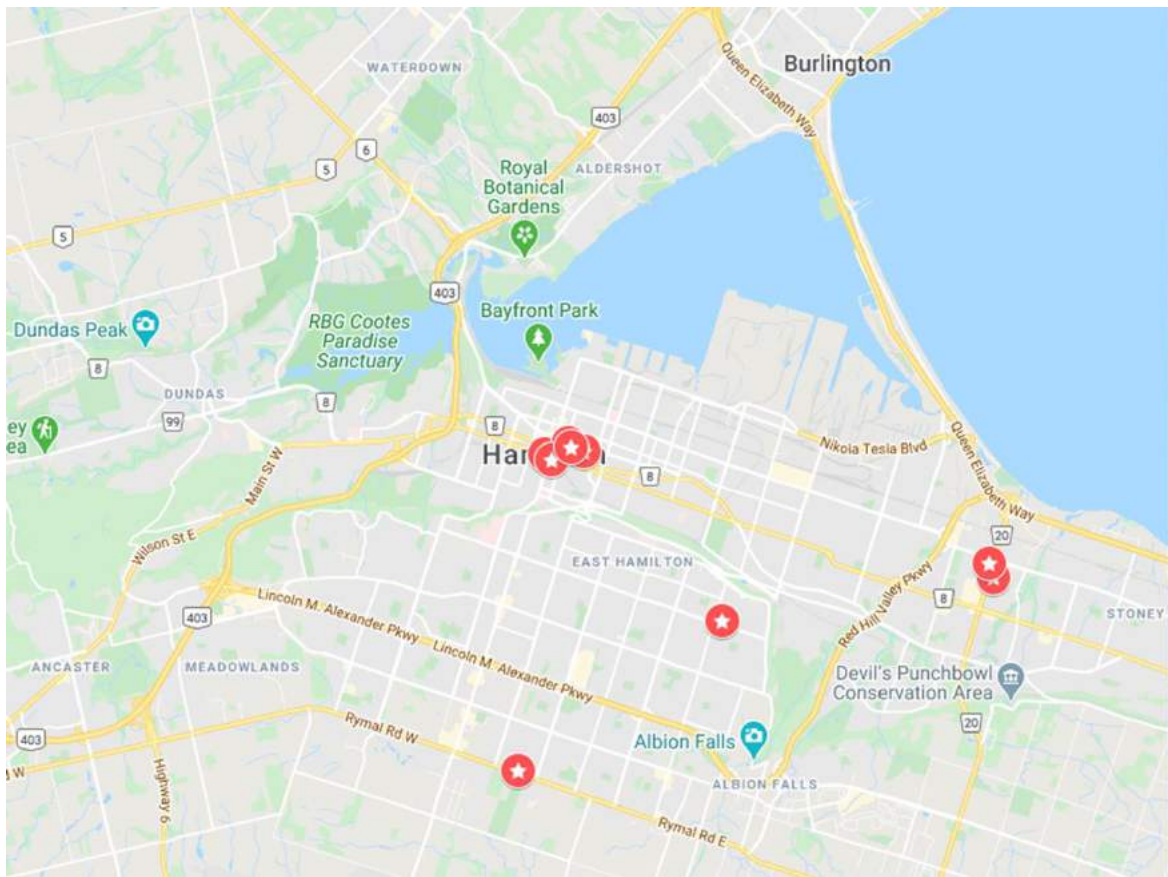 Burlington
WATERDOWN
Queen Elizabeth Way
403
6
5
Royal
Botanical
Gardens
ALDERSHOT
5
403
Bayfront Park
Dundas Peak
RBG Cootes
Paradise
Sanctuary
8
DUNDAS
8
99
8
ey
ea
Main St W
Ha
n
Nikola Tesla Blvd
8
Queen Elizabeth Way
Wilson St E
20
EAST HAMILTON
Red Hill Valley Pkwy
8
STONEY
Lincoln M. Alexander Pkwy
403
Lincoln M. Alexander Pkwy
ANCASTER
MEADOWLANDS
Devil's Punchbowl
Conservation Area
20
Rymal Rd W
403
Albion Falls
d W
Highway 6
ALBION FALLS
Rymal Rd E